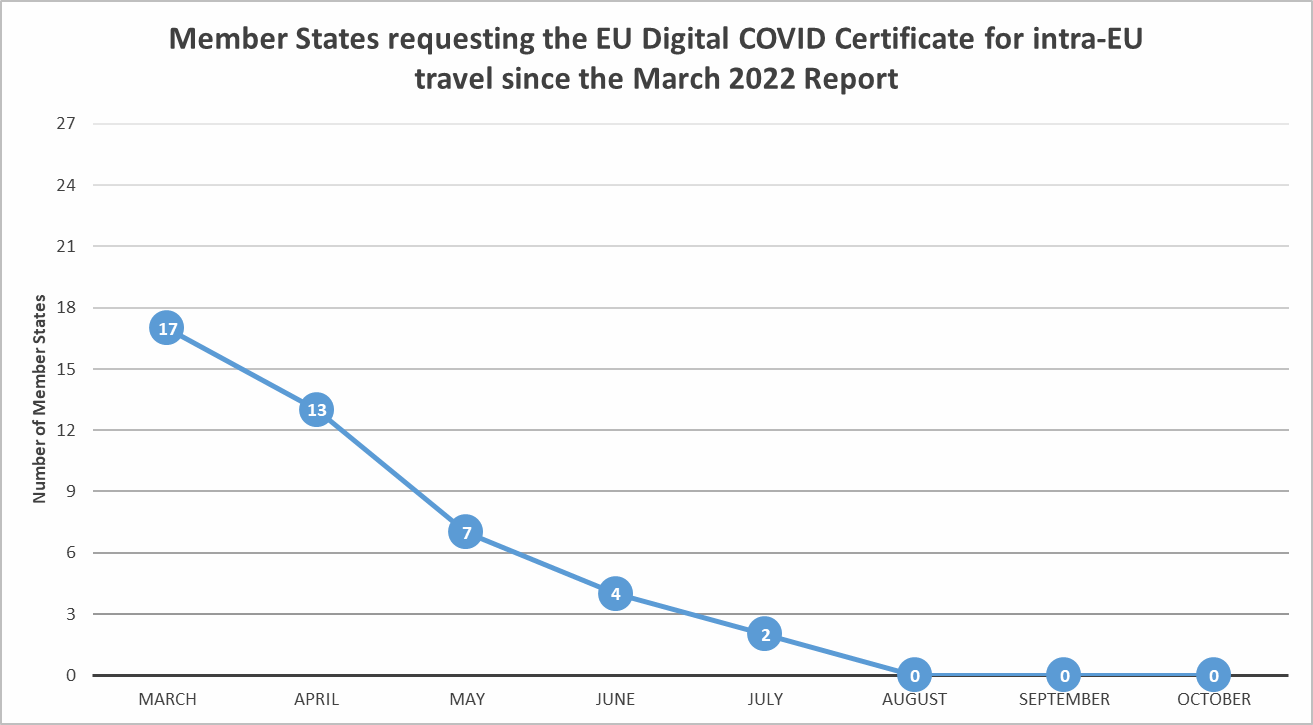 Member States requesting the EU Digital COVID Certificate for intra-EU
travel since the March 2022 Report
Number of Member States
27
24
21
18
15
12
9
6
3
0
17
13
7
4
2
0
0
0
MARCH
APRIL
MAY
JUNE
JULY
AUGUST
SEPTEMBER
OCTOBER